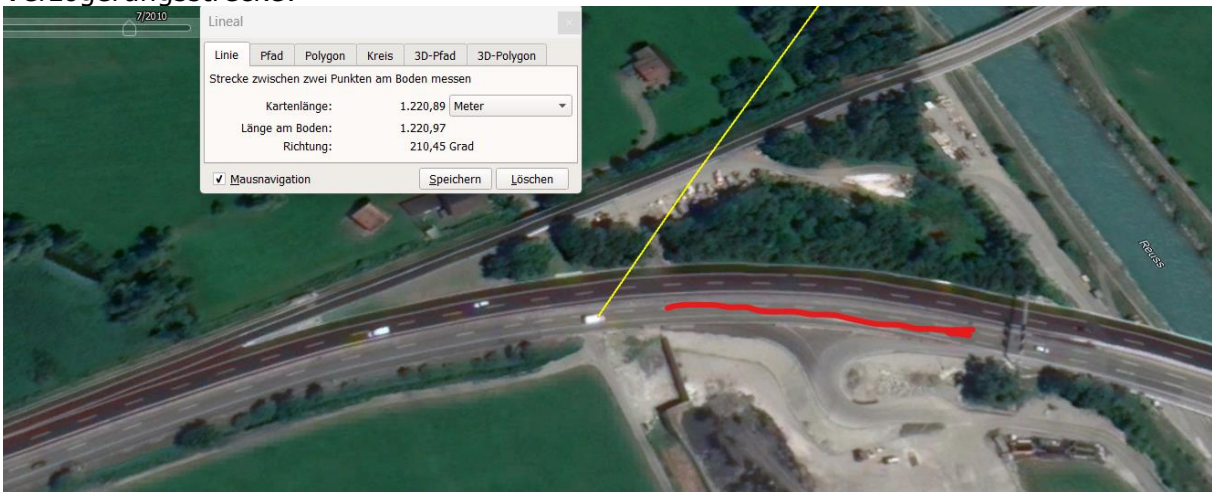 Verzögerungsstrecke.
7/2010
Lineal
Linie Pfad Polygon Kreis 3D-Pfad 3D-Polygon
Strecke zwischen zwei Punkten am Boden messen
Kartenlänge: 1.220,89 Meter
Länge am Boden: 1.220,97
Richtung: 210,45 Grad
Mausnavigation Speichern Löschen
Reuss